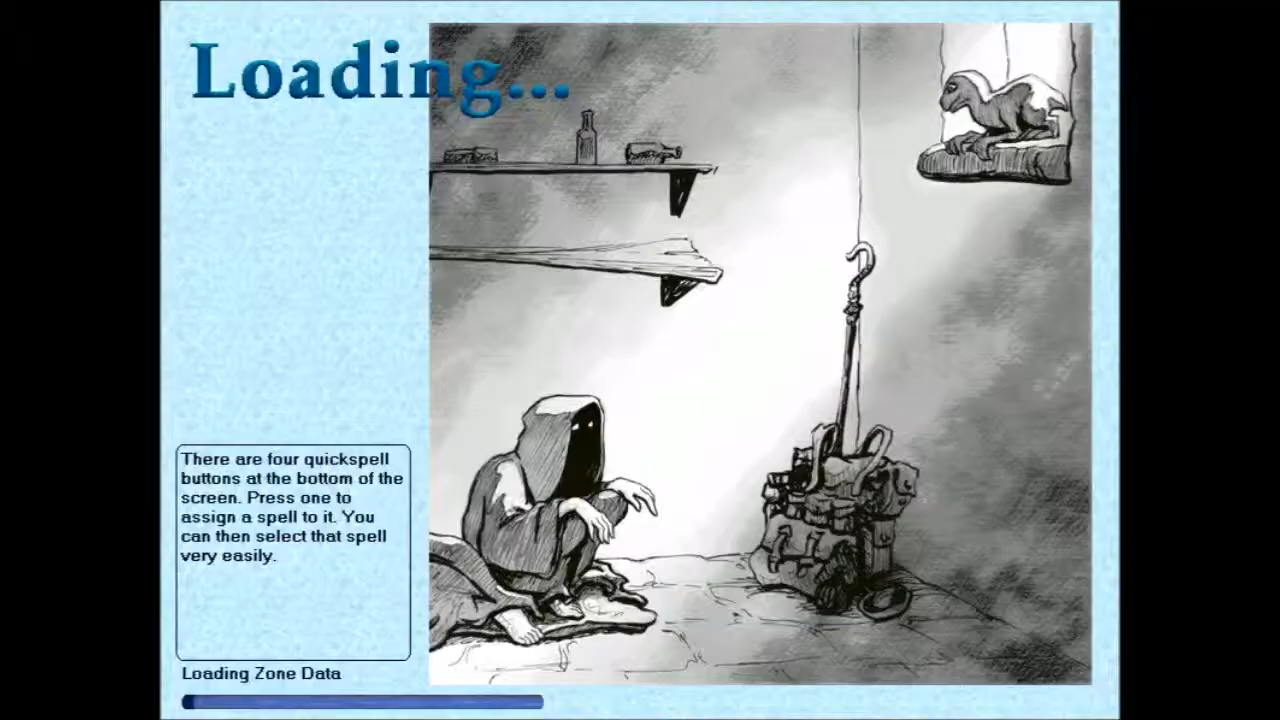 Loading...
There are four quickspell
buttons at the bottom of the
screen. Press one to
assign a spell to it. You
can then select that spell
very easily.
Loading Zone Data